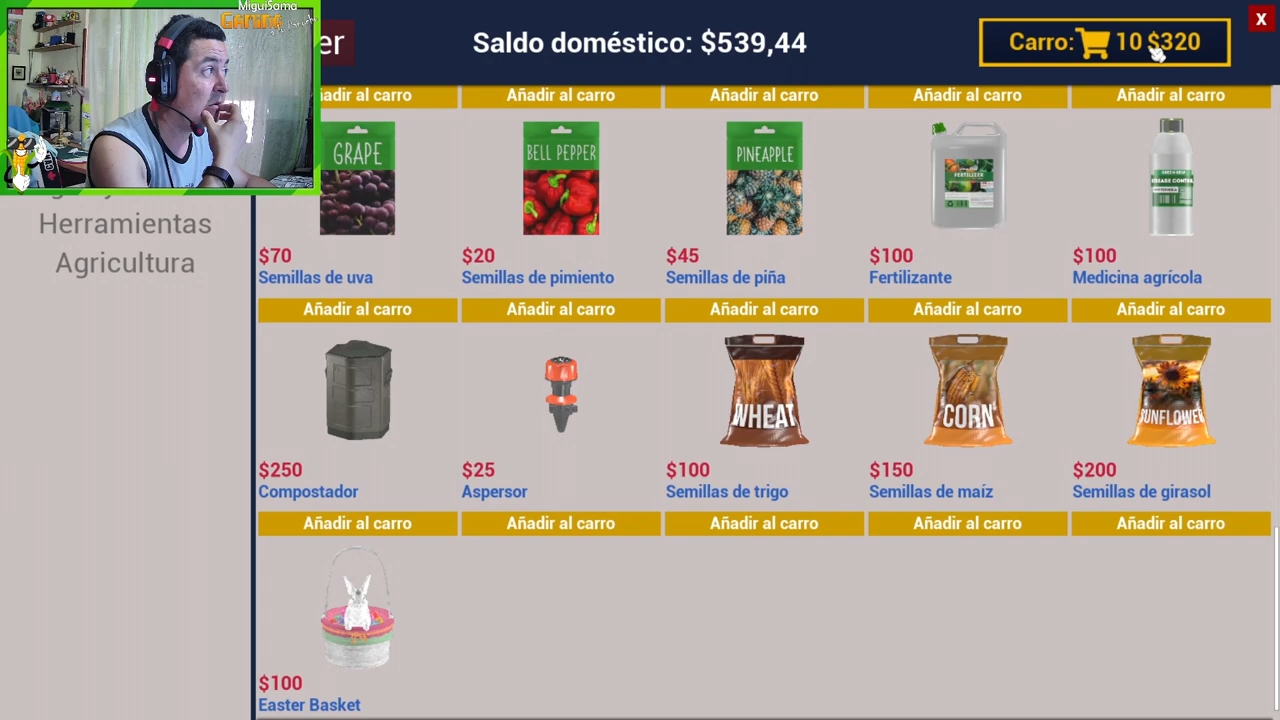 MiguiSama
GAMING
er
Saldo doméstico: $539,44
Carro: 10 $320
X
Herramientas
Agricultura
ñadir al carro
Añadir al carro
Añadir al carro
Añadir al carro
Añadir al carro
GRAPE
BELL PEPPER
PINEAPPLE
FERTILIZER
$70
$20
$45
$100
$100
Semillas de uva
Semillas de pimiento
Semillas de piña
Fertilizante
Medicina agrícola
Añadir al carro
Añadir al carro
Añadir al carro
Añadir al carro
Añadir al carro
WHEAT
CORN
SUNFLOWER
$250
$25
$100
$150
$200
Compostador
Aspersor
Semillas de trigo
Semillas de maíz
Semillas de girasol
Añadir al carro
Añadir al carro
Añadir al carro
Añadir al carro
Añadir al carro
$100
Easter Basket